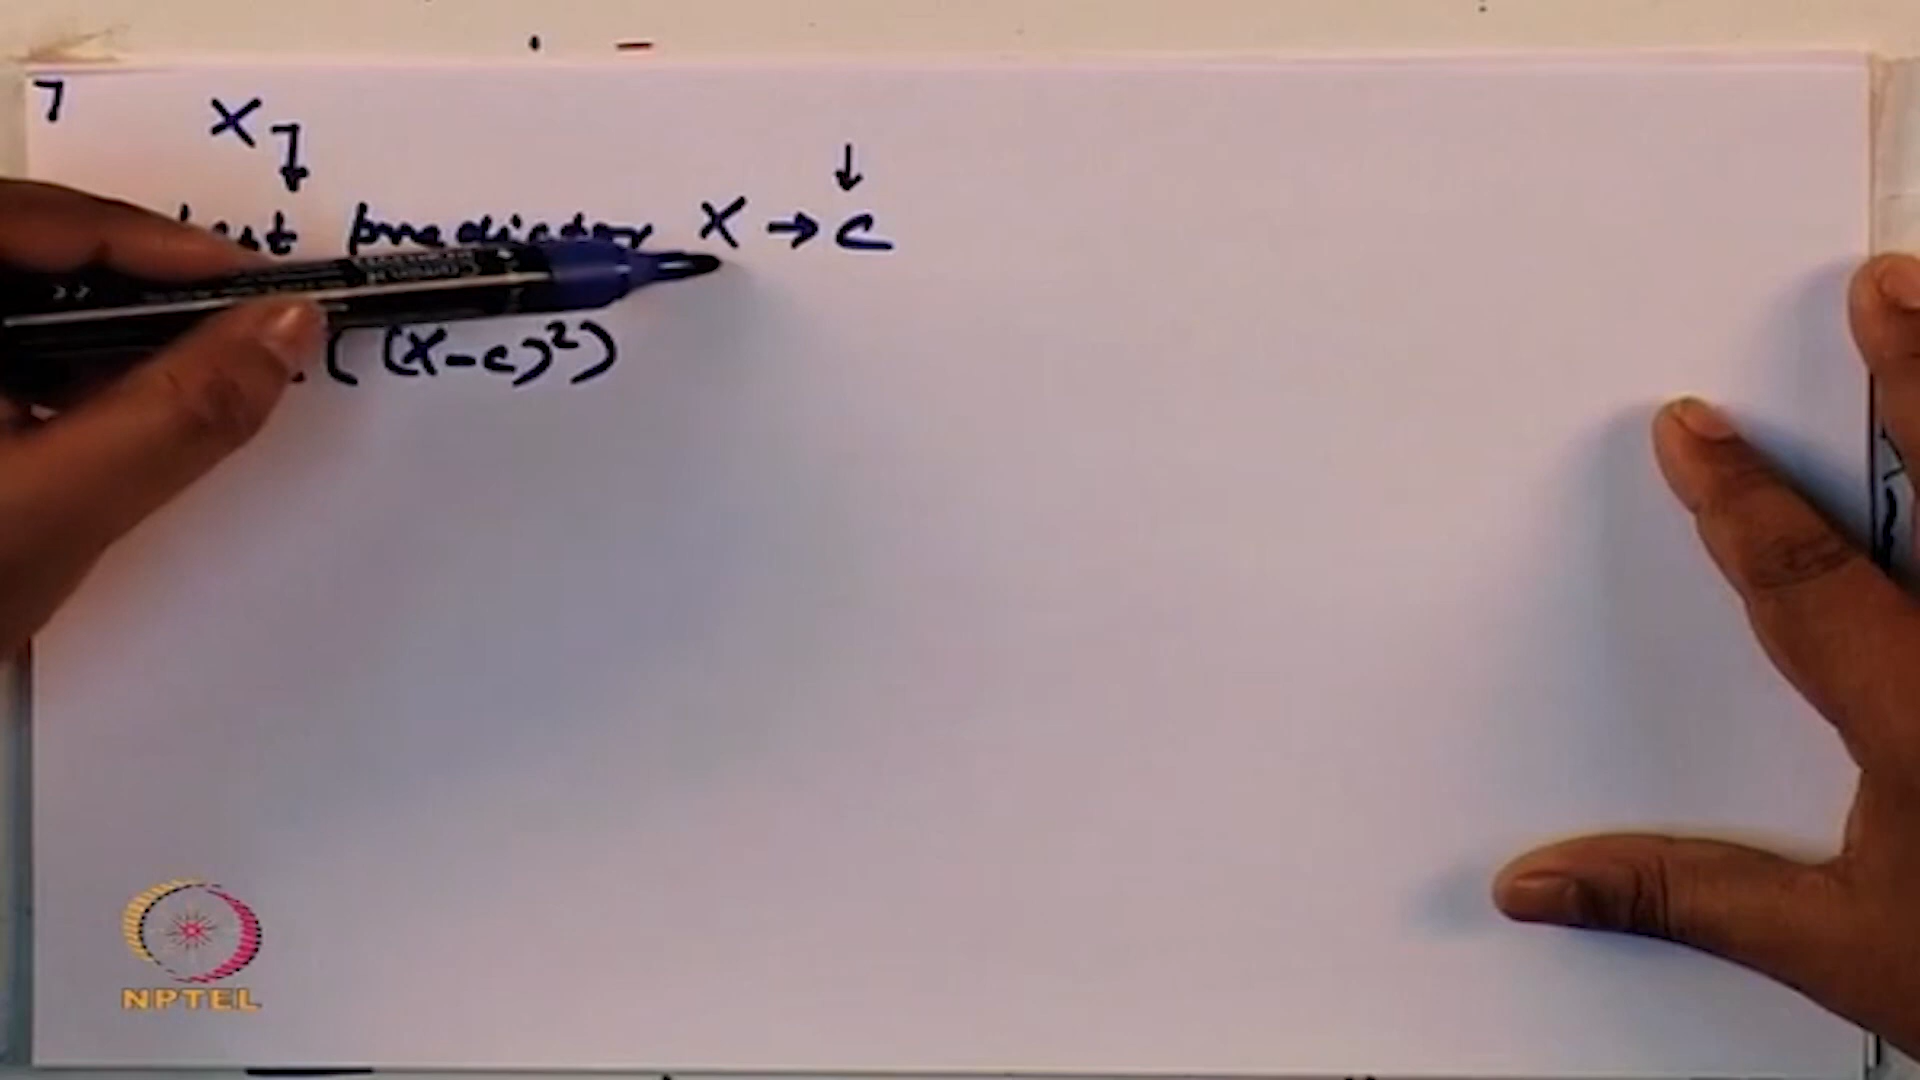 7
X ↓
best predictor X → c
E((X-c)²)
NPTEL